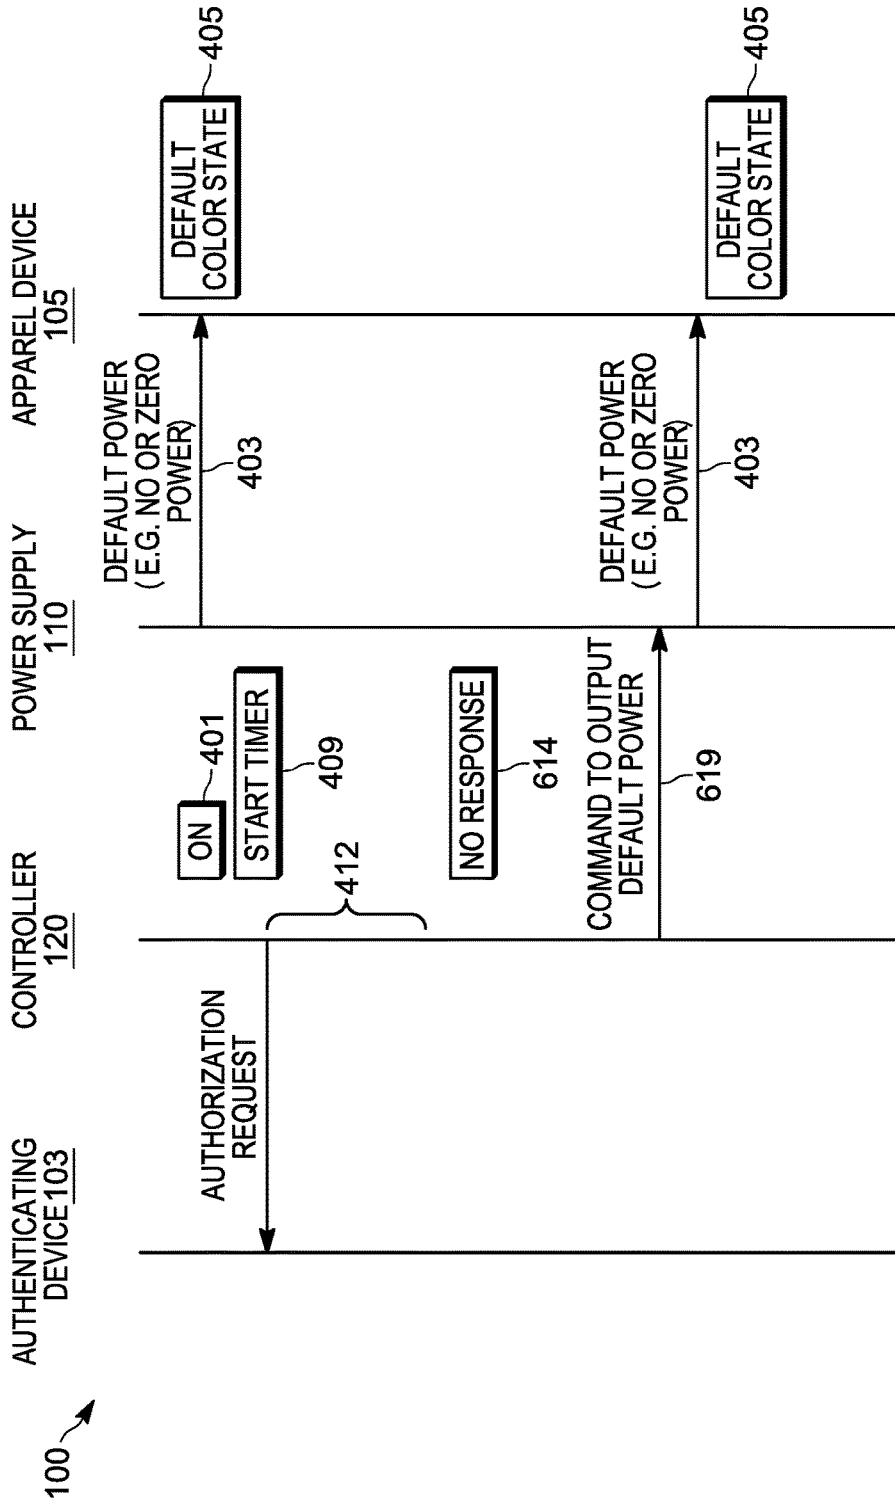 100
AUTHENTICATING
DEVICE 103
CONTROLLER
120
POWER SUPPLY
110
APPAREL DEVICE
105
ON
401
DEFAULT POWER
(E.G. NO OR ZERO
POWER)
403
DEFAULT
COLOR STATE
405
AUTHORIZATION
REQUEST
START TIMER
409
412
NO RESPONSE
614
COMMAND TO OUTPUT
DEFAULT POWER
619
DEFAULT POWER
(E.G. NO OR ZERO
POWER)
403
DEFAULT
COLOR STATE
405